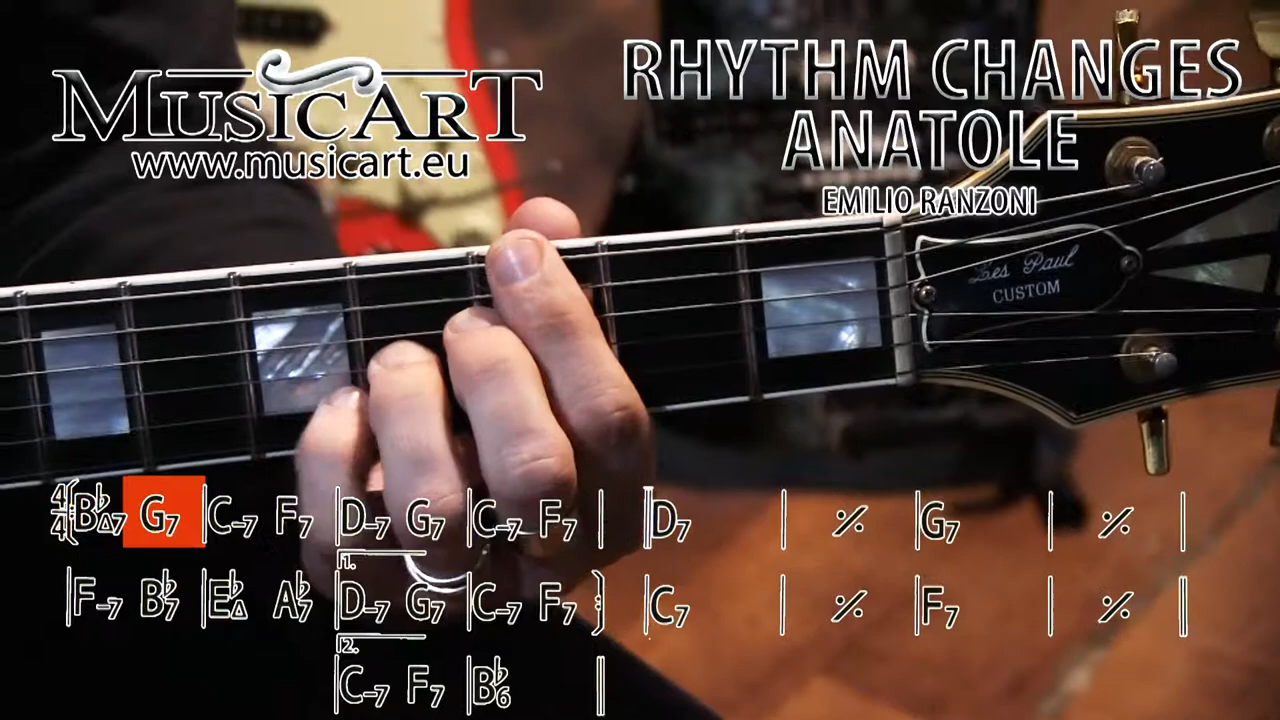 MUSICART
www.musicart.eu
RHYTHM CHANGES
ANATOLE
EMILIO RANZONI
Les Paul
CUSTOM
4/4 B♭△7 G7 | C-7 F7 | D-7 G7 | C-7 F7 | D7 | ٪ | G7 | ٪ |
1.
| F-7 B♭7 | E♭△ A♭7 | D-7 G7 | C-7 F7 :| C7 | ٪ | F7 | ٪ ||
2.
| C-7 F7 | B♭6 ||